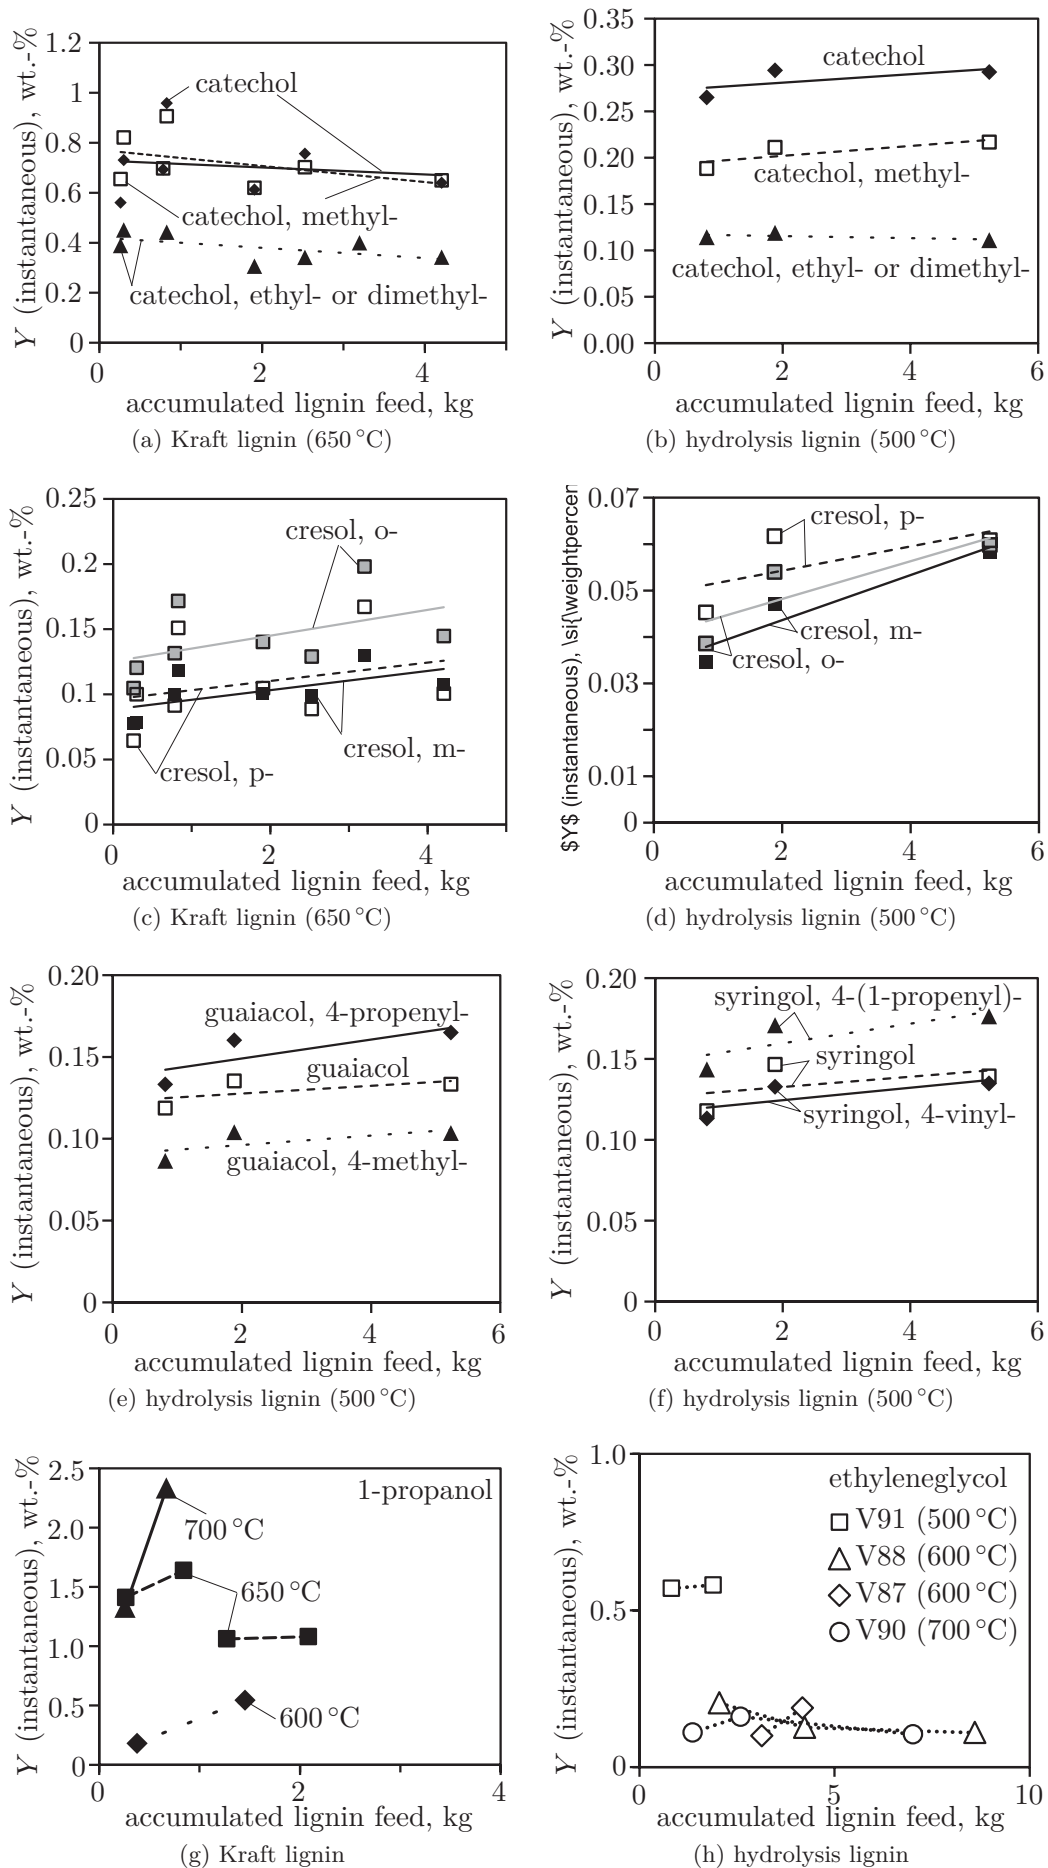 Y (instantaneous), wt.-%
1.2
1
0.8
0.6
0.4
0.2
0
catechol
catechol, methyl-
catechol, ethyl- or dimethyl-
0 2 4
accumulated lignin feed, kg
(a) Kraft lignin (650 °C)
Y (instantaneous), wt.-%
0.35
0.30
0.25
0.20
0.15
0.10
0.05
0.00
catechol
catechol, methyl-
catechol, ethyl- or dimethyl-
0 2 4 6
accumulated lignin feed, kg
(b) hydrolysis lignin (500 °C)
Y (instantaneous), wt.-%
0.25
0.2
0.15
0.1
0.05
0
cresol, o-
cresol, m-
cresol, p-
0 2 4
accumulated lignin feed, kg
(c) Kraft lignin (650 °C)
$Y$ (instantaneous), \si{\weightpercen
0.07
0.05
0.03
0.01
0
cresol, p-
cresol, m-
cresol, o-
0 2 4 6
accumulated lignin feed, kg
(d) hydrolysis lignin (500 °C)
Y (instantaneous), wt.-%
0.20
0.15
0.10
0.05
0
guaiacol, 4-propenyl-
guaiacol
guaiacol, 4-methyl-
0 2 4 6
accumulated lignin feed, kg
(e) hydrolysis lignin (500 °C)
Y (instantaneous), wt.-%
0.20
0.15
0.10
0.05
0
syringol, 4-(1-propenyl)-
syringol
syringol, 4-vinyl-
0 2 4 6
accumulated lignin feed, kg
(f) hydrolysis lignin (500 °C)
Y (instantaneous), wt.-%
2.5
2.0
1.5
1.0
0.5
0
1-propanol
700 °C
650 °C
600 °C
0 2 4
accumulated lignin feed, kg
(g) Kraft lignin
Y (instantaneous), wt.-%
1.0
0.5
0
ethyleneglycol
V91 (500 °C)
V88 (600 °C)
V87 (600 °C)
V90 (700 °C)
0 5 10
accumulated lignin feed, kg
(h) hydrolysis lignin